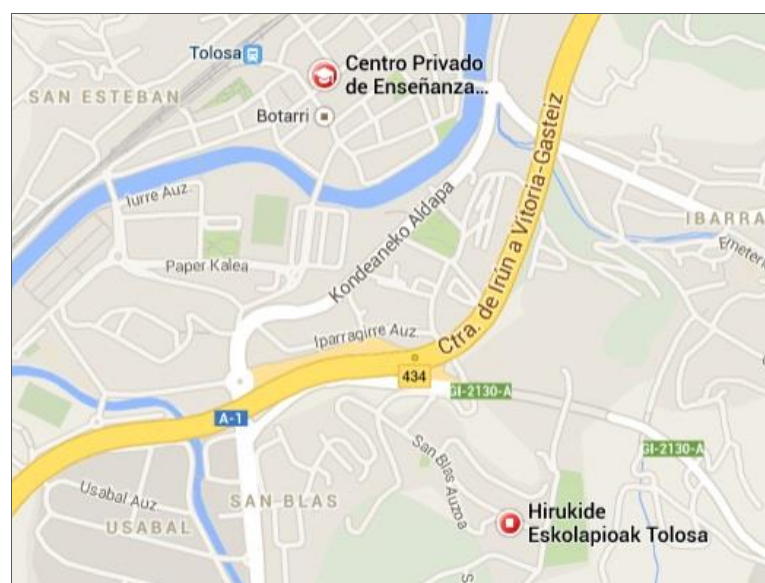 Tolosa
Centro Privado
de Enseñanza...
SAN ESTEBAN
Botarri
Iurre Auz.
Kondeaneko Aldapa
Ctra. de Irún a Vitoria-Gasteiz
IBARRA
Emeteri
Paper Kalea
Iparragirre Auz.
434
GI-2130-A
A-1
San Blas Auzoa
GI-2130-A
Usabal Auz
SAN BLAS
USABAL
Hirukide
Eskolapioak Tolosa
S